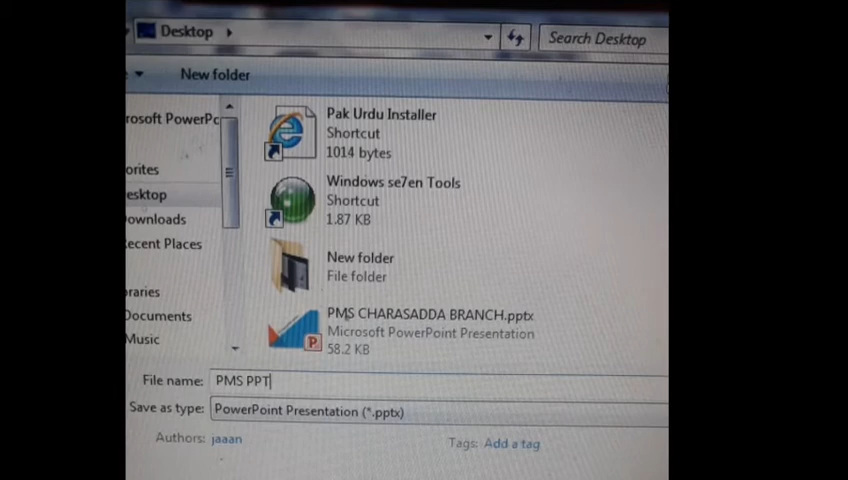 Desktop
Search Desktop
New folder
rosoft PowerPc
orites
esktop
ownloads
ecent Places
raries
Documents
Music
Pak Urdu Installer
Shortcut
1014 bytes
Windows se7en Tools
Shortcut
1.87 KB
New folder
File folder
PMS CHARASADDA BRANCH.pptx
Microsoft PowerPoint Presentation
58.2 KB
File name: PMS PPT
Save as type: PowerPoint Presentation (*.pptx)
Authors: jaaan
Tags: Add a tag